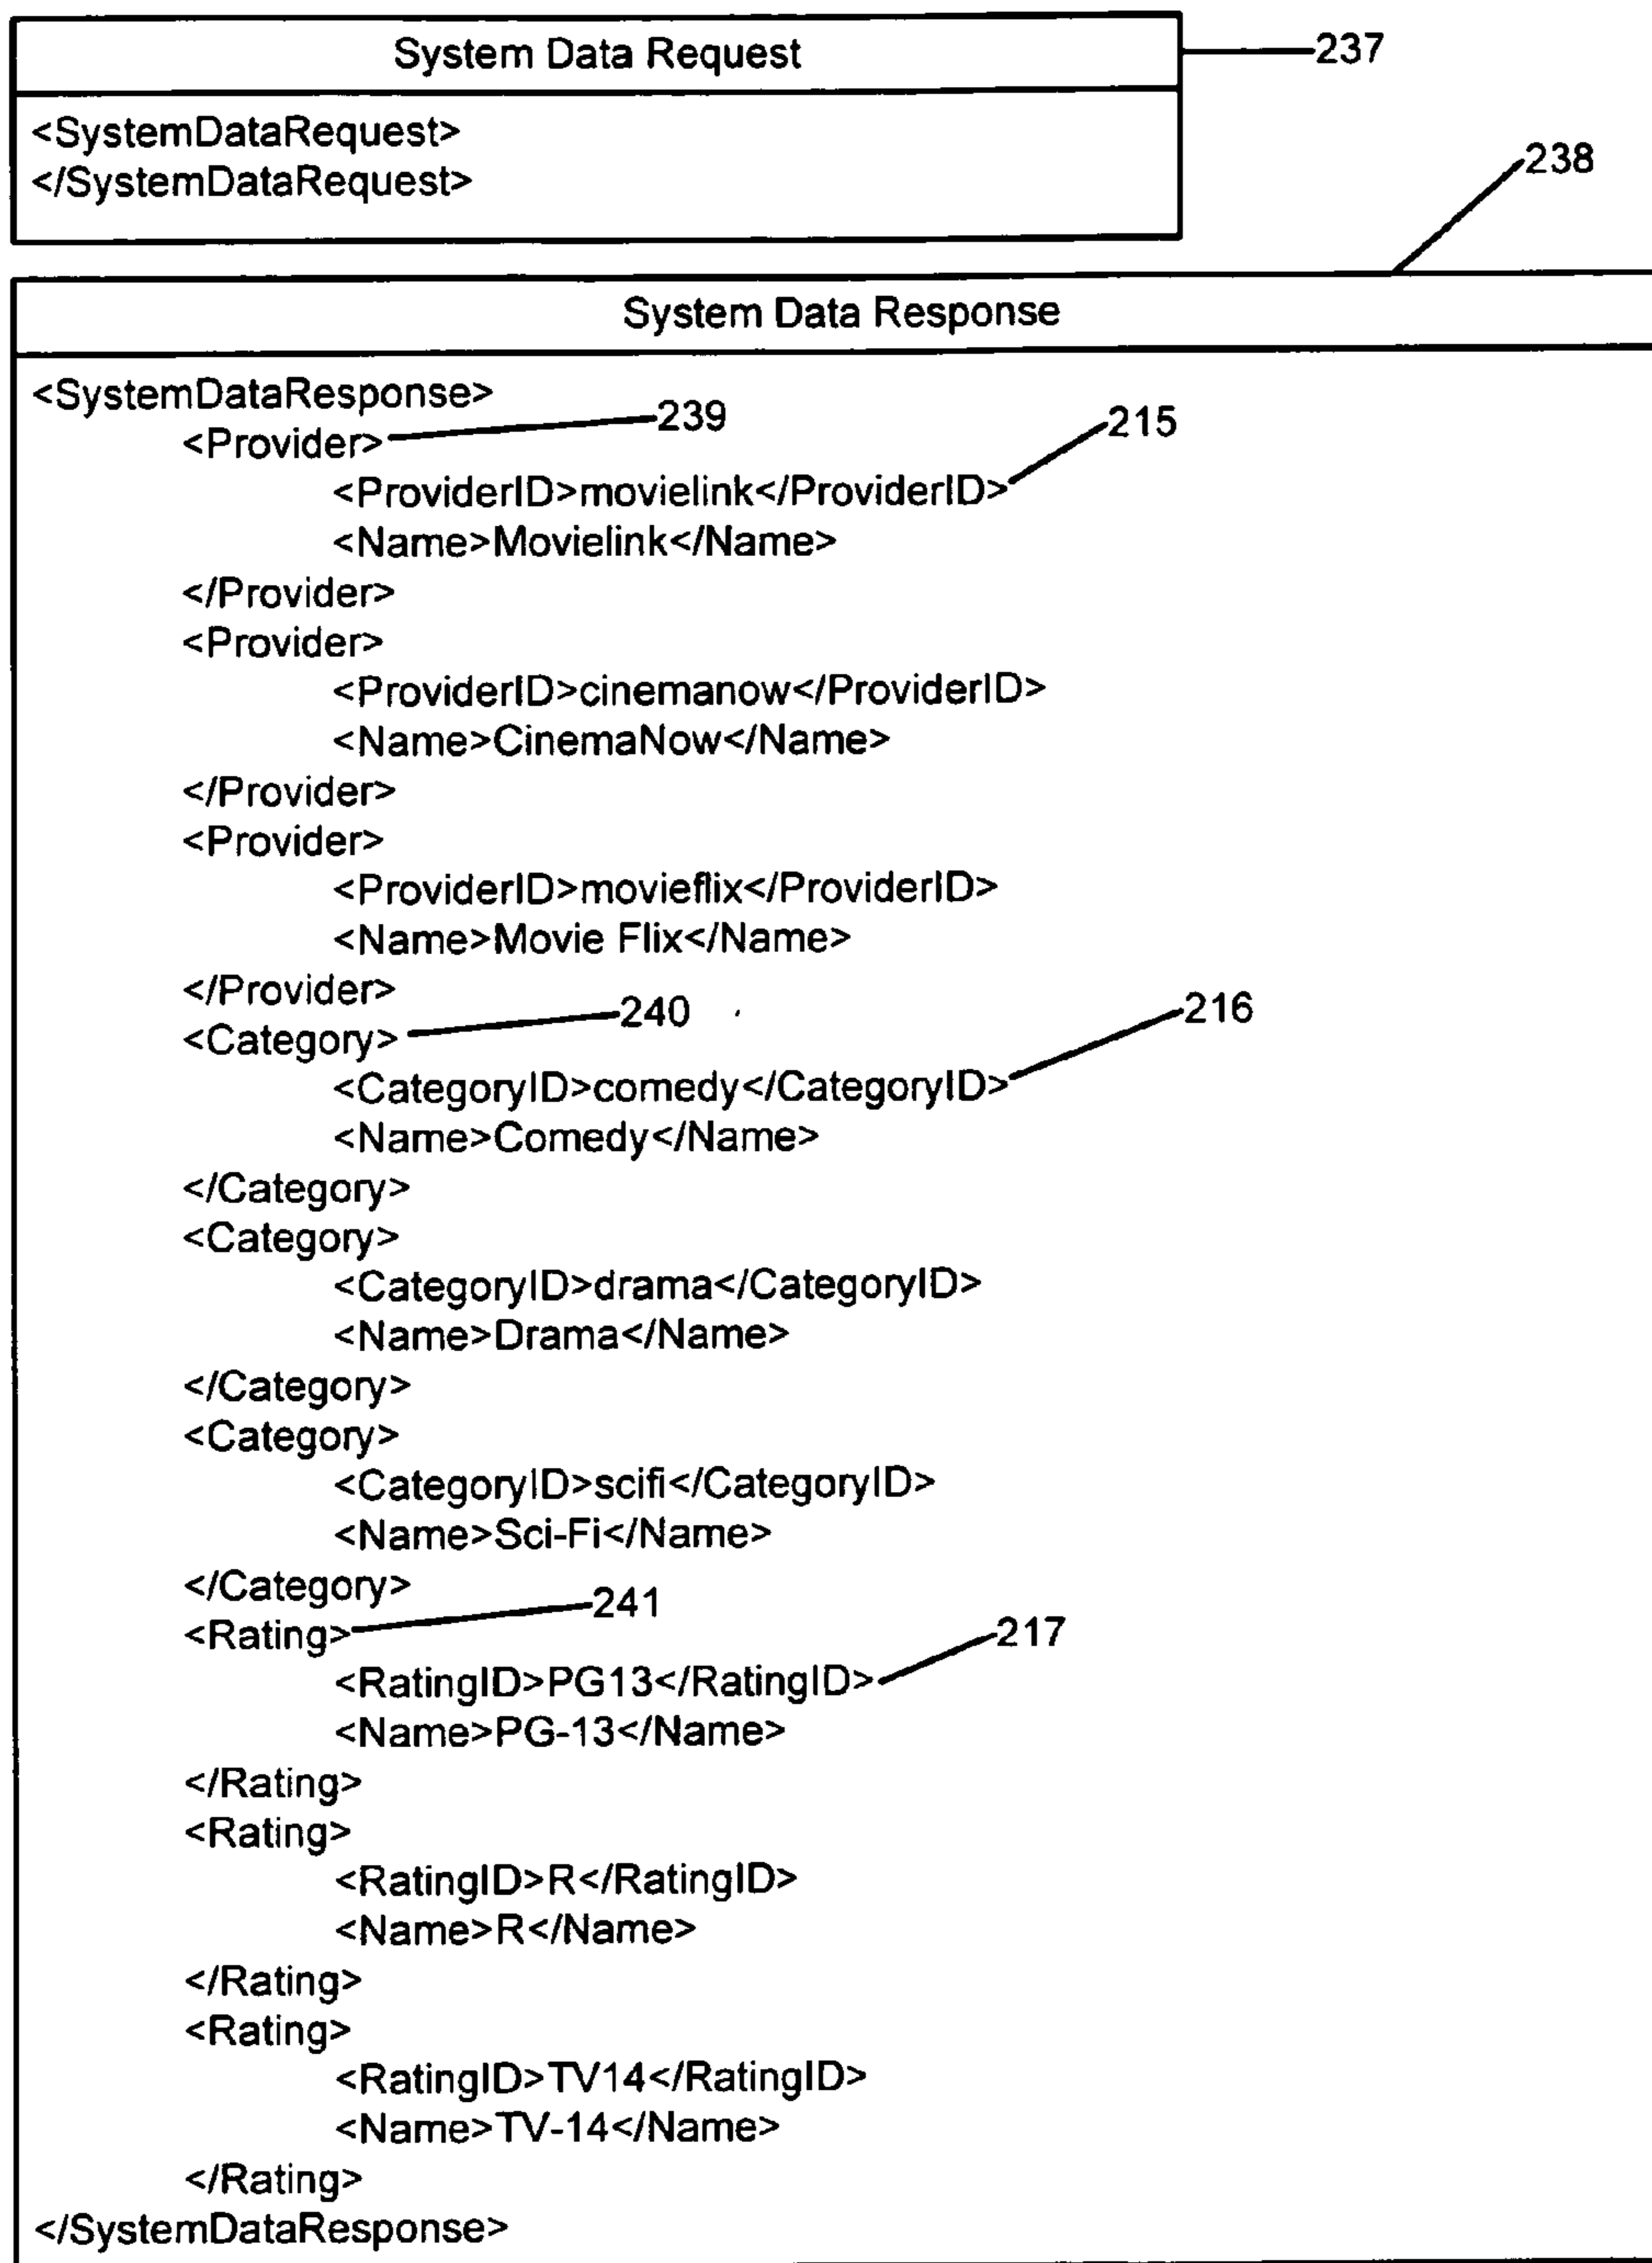 System Data Request
237
<SystemDataRequest>
</SystemDataRequest>
238
System Data Response
<SystemDataResponse>
<Provider>
239
215
<ProviderID>movielink</ProviderID>
<Name>Movielink</Name>
</Provider>
<Provider>
<ProviderID>cinemanow</ProviderID>
<Name>CinemaNow</Name>
</Provider>
<Provider>
<ProviderID>movieflix</ProviderID>
<Name>Movie Flix</Name>
</Provider>
<Category>
240
216
<CategoryID>comedy</CategoryID>
<Name>Comedy</Name>
</Category>
<Category>
<CategoryID>drama</CategoryID>
<Name>Drama</Name>
</Category>
<Category>
<CategoryID>scifi</CategoryID>
<Name>Sci-Fi</Name>
</Category>
<Rating>
241
217
<RatingID>PG13</RatingID>
<Name>PG-13</Name>
</Rating>
<Rating>
<RatingID>R</RatingID>
<Name>R</Name>
</Rating>
<Rating>
<RatingID>TV14</RatingID>
<Name>TV-14</Name>
</Rating>
</SystemDataResponse>